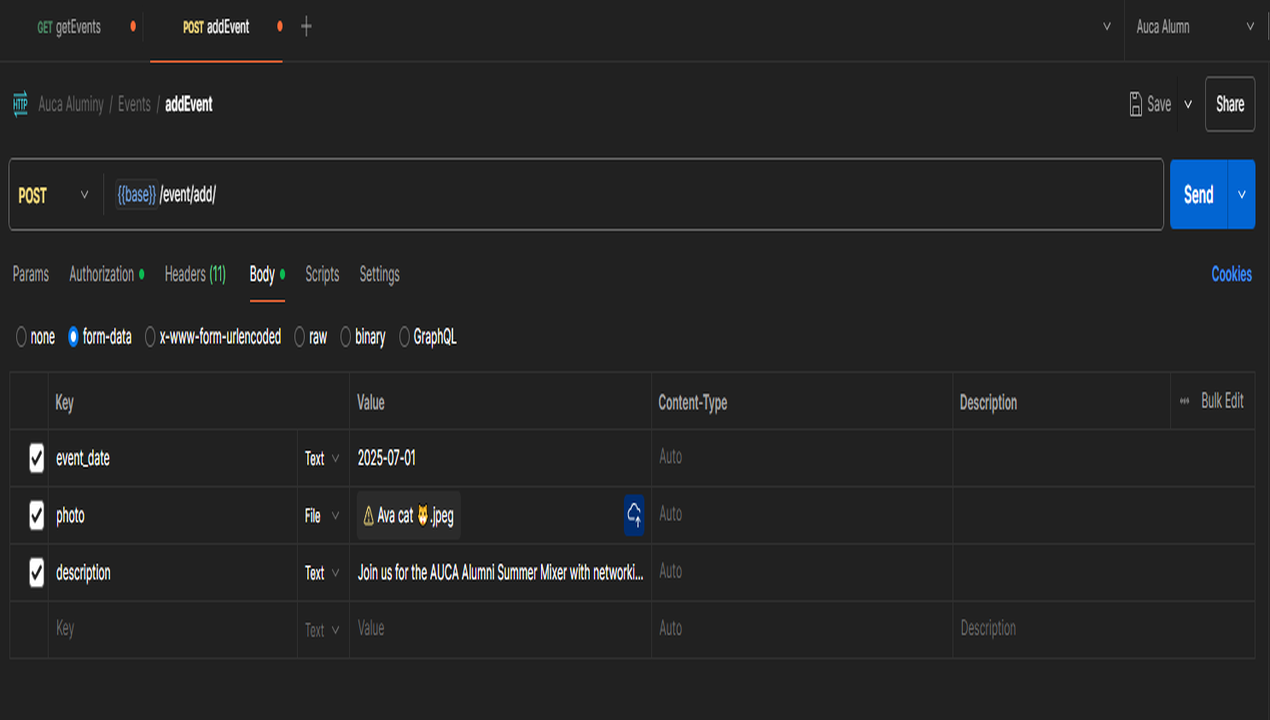 GET getEvents POST addEvent Auca Alumn
HTTP Auca Aluminy / Events / addEvent Save Share
POST {{base}} /event/add/ Send
Params Authorization Headers (11) Body Scripts Settings Cookies
none form-data x-www-form-urlencoded raw binary GraphQL
Key Value Content-Type Description Bulk Edit
event_date Text 2025-07-01 Auto
photo File Ava cat 🐱.jpeg Auto
description Text Join us for the AUCA Alumni Summer Mixer with networki... Auto
Key Text Value Auto Description